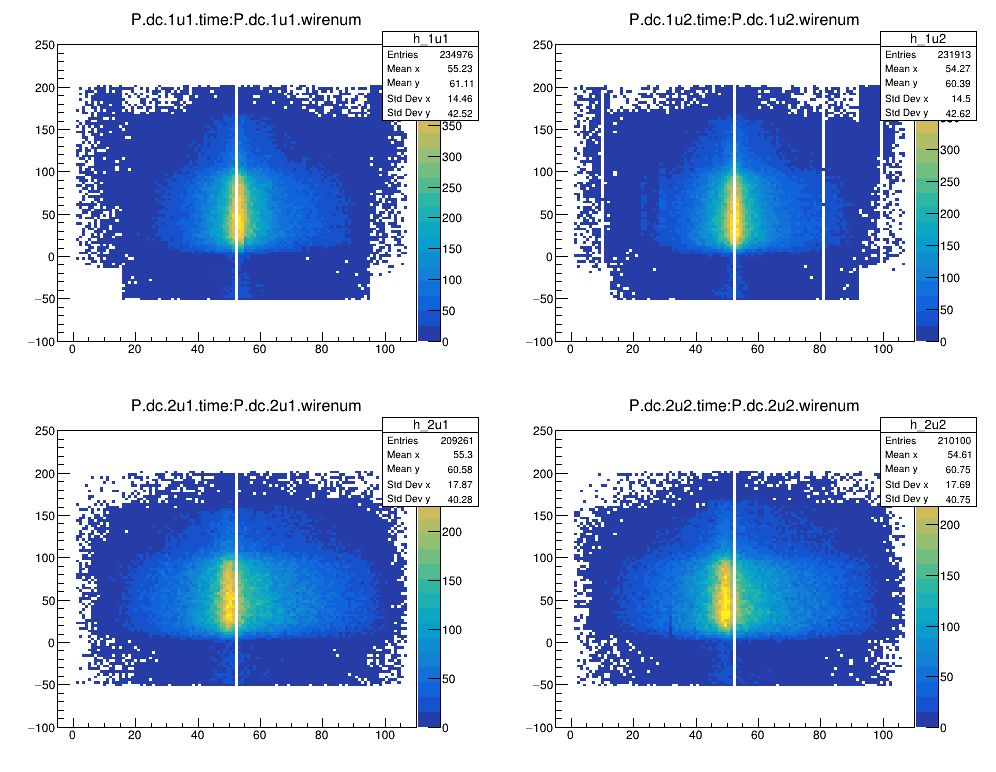 P.dc.1u1.time:P.dc.1u1.wirenum
h_1u1
Entries 234976
Mean x 55.23
Mean y 61.11
Std Dev x 14.46
Std Dev y 42.52
250
200
150
100
50
0
−50
−100
0 20 40 60 80 100
350
300
250
200
150
100
50
0
P.dc.1u2.time:P.dc.1u2.wirenum
h_1u2
Entries 231913
Mean x 54.27
Mean y 60.39
Std Dev x 14.5
Std Dev y 42.62
250
200
150
100
50
0
−50
−100
0 20 40 60 80 100
300
250
200
150
100
50
0
P.dc.2u1.time:P.dc.2u1.wirenum
h_2u1
Entries 209261
Mean x 55.3
Mean y 60.58
Std Dev x 17.87
Std Dev y 40.28
250
200
150
100
50
0
−50
−100
0 20 40 60 80 100
200
150
100
50
0
P.dc.2u2.time:P.dc.2u2.wirenum
h_2u2
Entries 210100
Mean x 54.61
Mean y 60.75
Std Dev x 17.69
Std Dev y 40.75
250
200
150
100
50
0
−50
−100
0 20 40 60 80 100
200
150
100
50
0